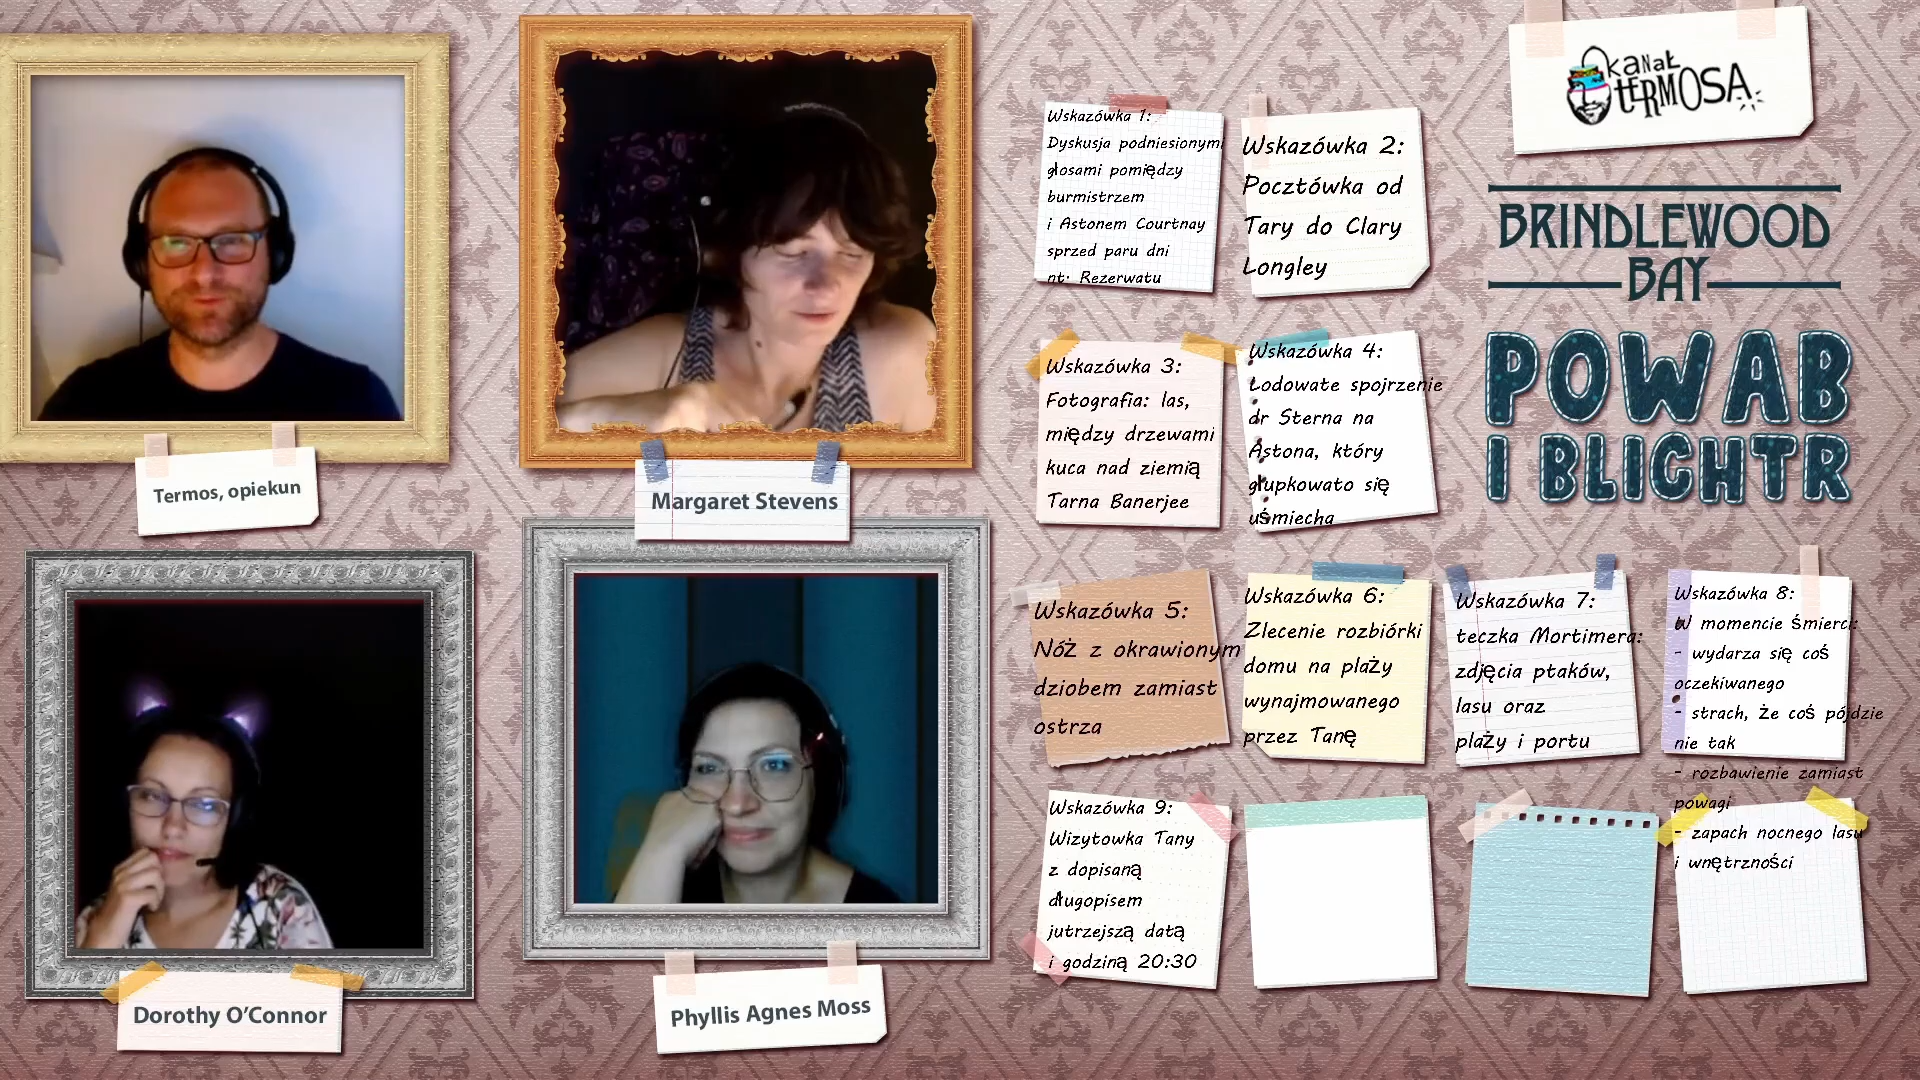 Termos, opiekun
Margaret Stevens
Dorothy O'Connor
Phyllis Agnes Moss
Wskazówka 1:
Dyskusja podniesionymi
głosami pomiędzy
burmistrzem
i Astonem Courtnay
sprzed paru dni
nt. Rezerwatu
Wskazówka 2:
Pocztówka od
Tary do Clary
Longley
Wskazówka 3:
Fotografia: las,
między drzewami
kuca nad ziemią
Tarna Banerjee
Wskazówka 4:
Lodowate spojrzenie
dr Sterna na
Astona, który
głupkowato się
uśmiecha
Wskazówka 5:
Nóż z okrawionym
dziobem zamiast
ostrza
Wskazówka 6:
Zlecenie rozbiórki
domu na plaży
wynajmowanego
przez Tanę
Wskazówka 7:
teczka Mortimera:
zdjęcia ptaków,
lasu oraz
plaży i portu
Wskazówka 8:
W momencie śmierci:
- wydarza się coś
oczekiwanego
- strach, że coś pójdzie
nie tak
- rozbawienie zamiast
powagi
- zapach nocnego lasu
i wnętrzności
Wskazówka 9:
Wizytowka Tany
z dopisaną
długopisem
jutrzejszą datą
i godziną 20:30
kanał
termosa
BRINDLEWOOD
BAY
POWAB
I BLICHTR